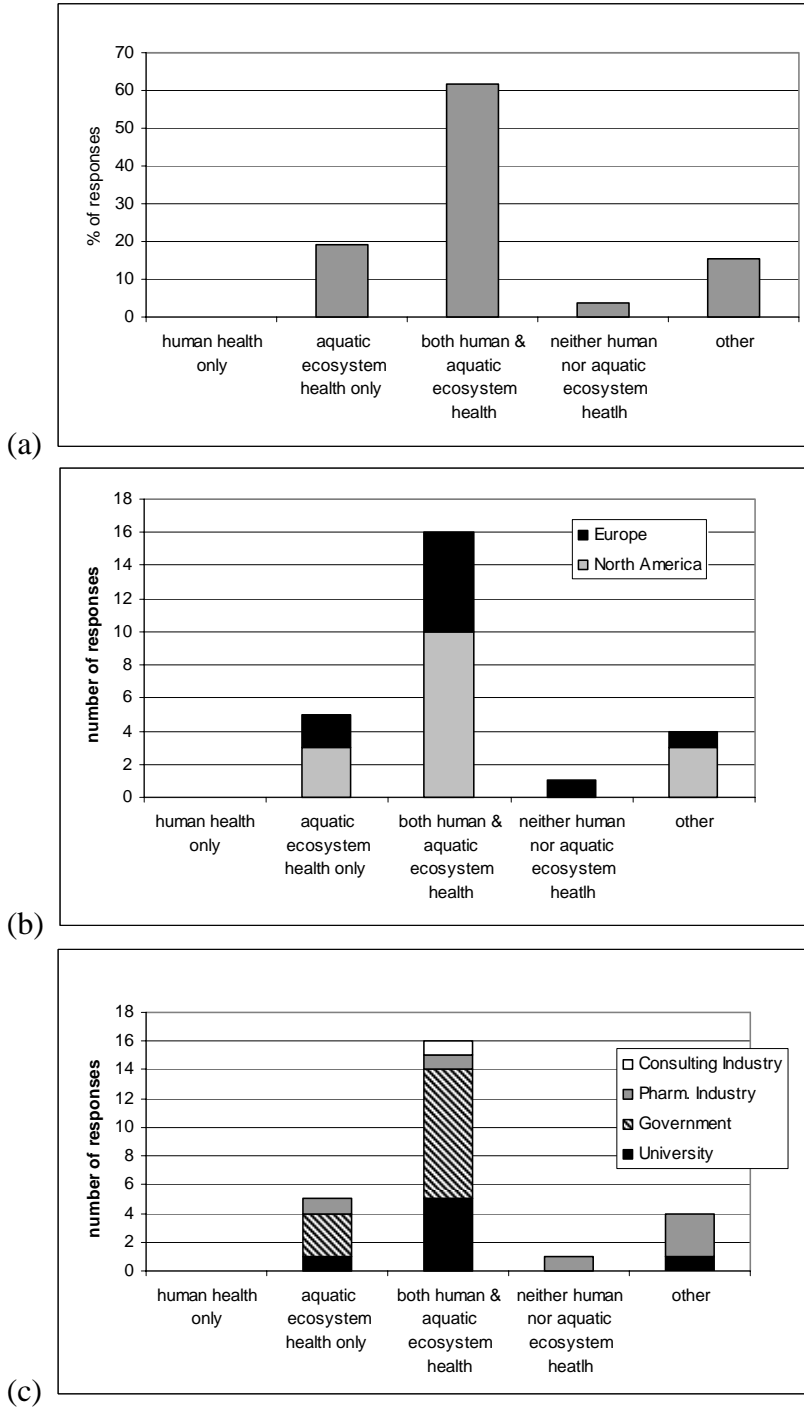 70
60
50
40
30
20
10
0
% of responses
human health only
aquatic ecosystem health only
both human & aquatic ecosystem health
neither human nor aquatic ecosystem heatlh
other
(a)
18
16
14
12
10
8
6
4
2
0
number of responses
Europe
North America
human health only
aquatic ecosystem health only
both human & aquatic ecosystem health
neither human nor aquatic ecosystem heatlh
other
(b)
18
16
14
12
10
8
6
4
2
0
number of responses
Consulting Industry
Pharm. Industry
Government
University
human health only
aquatic ecosystem health only
both human & aquatic ecosystem health
neither human nor aquatic ecosystem heatlh
other
(c)